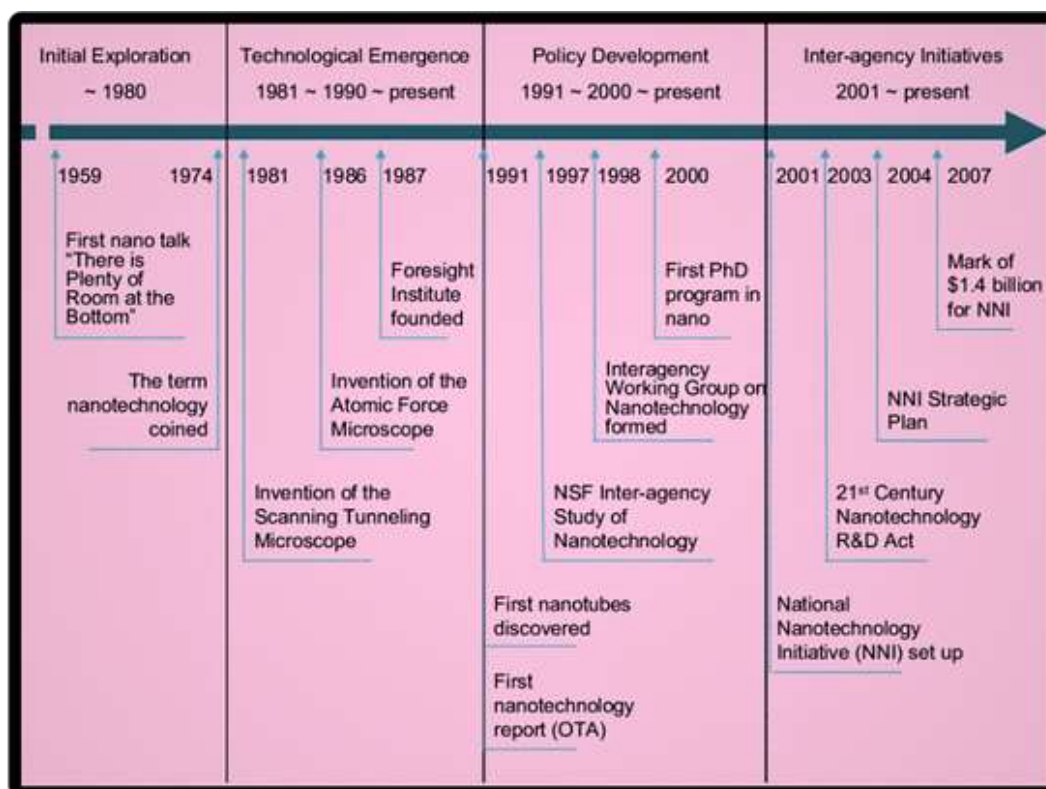 Initial Exploration
~ 1980
Technological Emergence
1981 ~ 1990 ~ present
Policy Development
1991 ~ 2000 ~ present
Inter-agency Initiatives
2001 ~ present
1959
1974
1981
1986
1987
1991
1997
1998
2000
2001
2003
2004
2007
First nano talk
"There is
Plenty of
Room at the
Bottom"
The term
nanotechnology
coined
Foresight
Institute
founded
Invention of the
Atomic Force
Microscope
Invention of the
Scanning Tunneling
Microscope
First PhD
program in
nano
Interagency
Working Group on
Nanotechnology
formed
NSF Inter-agency
Study of
Nanotechnology
First nanotubes
discovered
First
nanotechnology
report (OTA)
Mark of
$1.4 billion
for NNI
NNI Strategic
Plan
21st Century
Nanotechnology
R&D Act
National
Nanotechnology
Initiative (NNI) set up